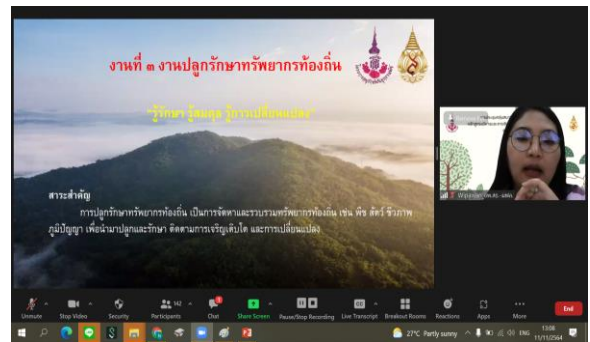 งานที่ ๓ งานปลูกรักษาทรัพยากรท้องถิ่น
"รู้รักษา รู้สมดุล รู้การเปลี่ยนแปลง"
สาระสำคัญ
การปลูกรักษาทรัพยากรท้องถิ่น เป็นการจัดหาและรวบรวมทรัพยากรท้องถิ่น เช่น พืช สัตว์ ชีวภาพ
ภูมิปัญญา เพื่อนำมาปลูกและรักษา ติดตามการเจริญเติบโต และการเปลี่ยนแปลง
Unmute Stop Video Security Participants 142 Chat Share Screen Pause/Stop Recording Live Transcript Breakout Rooms Reactions Apps More End
27°C Partly sunny ENG 13:08
11/11/2564